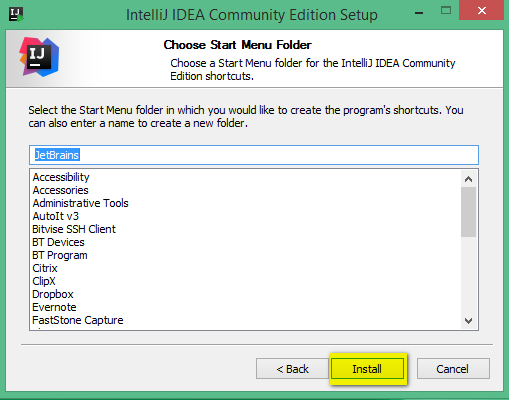 IntelliJ IDEA Community Edition Setup
IJ
Choose Start Menu Folder
Choose a Start Menu folder for the IntelliJ IDEA Community
Edition shortcuts.
Select the Start Menu folder in which you would like to create the program's shortcuts. You
can also enter a name to create a new folder.
JetBrains
Accessibility
Accessories
Administrative Tools
AutoIt v3
Bitvise SSH Client
BT Devices
BT Program
Citrix
ClipX
Dropbox
Evernote
FastStone Capture
< Back Install Cancel